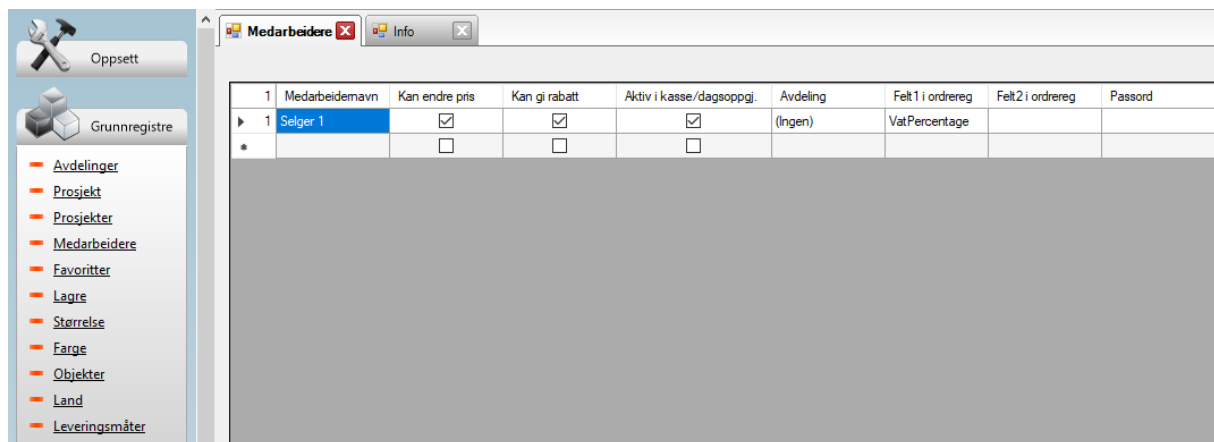 Medarbeidere Info
Oppsett
1 Medarbeidernavn Kan endre pris Kan gi rabatt Aktiv i kasse/dagsoppgj. Avdeling Felt1 i ordrereg Felt2 i ordrereg Passord
1 Selger 1 (Ingen) VatPercentage
Grunnregistre
Avdelinger
Prosjekt
Prosjekter
Medarbeidere
Favoritter
Lagre
Størrelse
Farge
Objekter
Land
Leveringsmåter